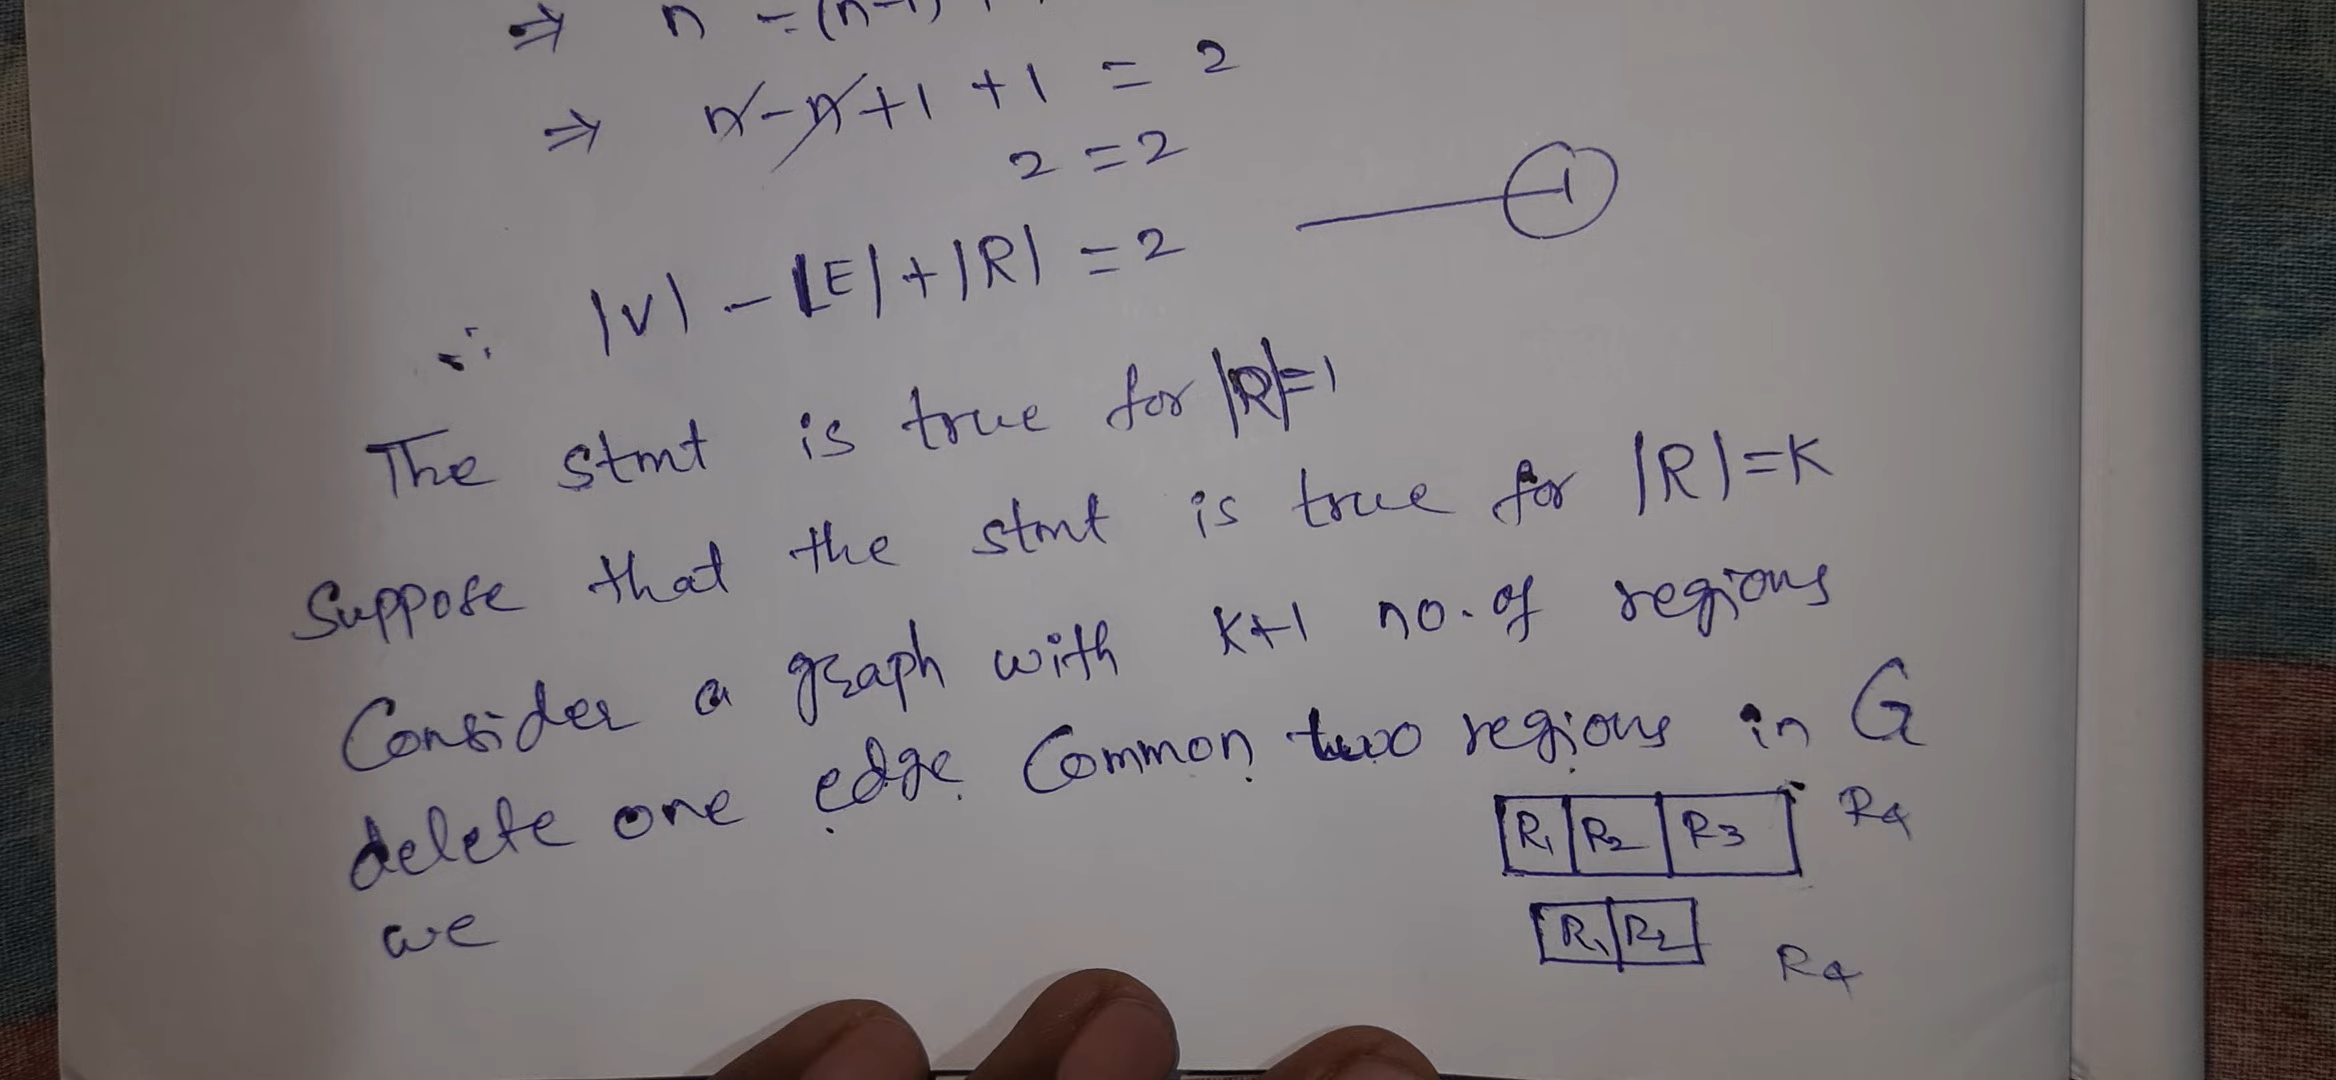 ⇒ n = (n-1)
⇒ n - n + 1 + 1 = 2
2 = 2
∴ |V| - |E| + |R| = 2 — 1
The stmt is true for |R|=1
Suppose that the stmt is true for |R|=K
Consider a graph with K+1 no. of regions
delete one edge Common two regions in G
R1 R2 R3 R4
we
R1 R2 R4